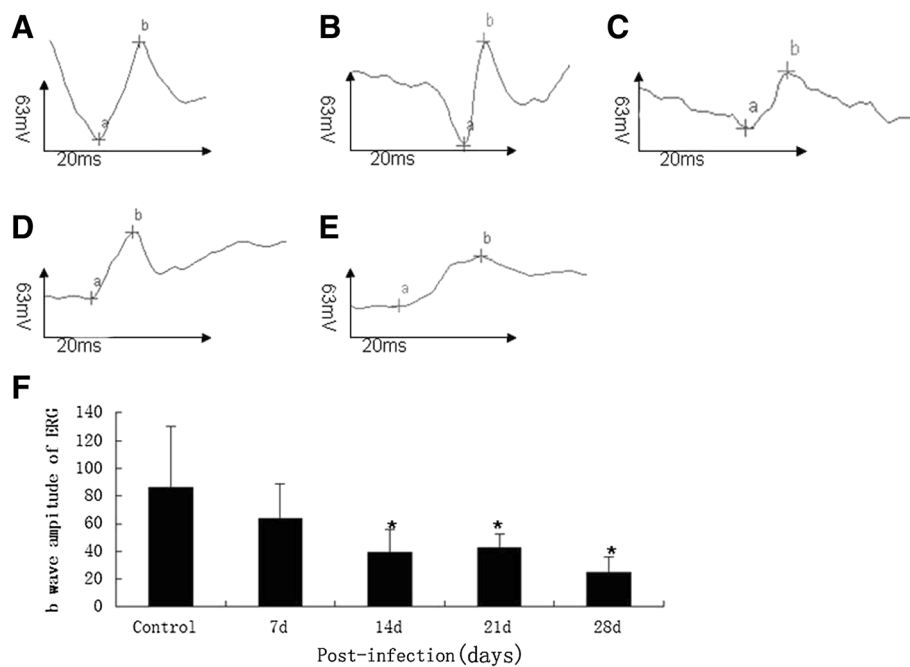 A
b
a
63mV
20ms
B
b
a
63mV
20ms
C
b
a
63mV
20ms
D
b
a
63mV
20ms
E
b
a
63mV
20ms
F
b wave ampitude of ERG
140
120
100
80
60
40
20
0
*
*
*
Control
7d
14d
21d
28d
Post-infection(days)